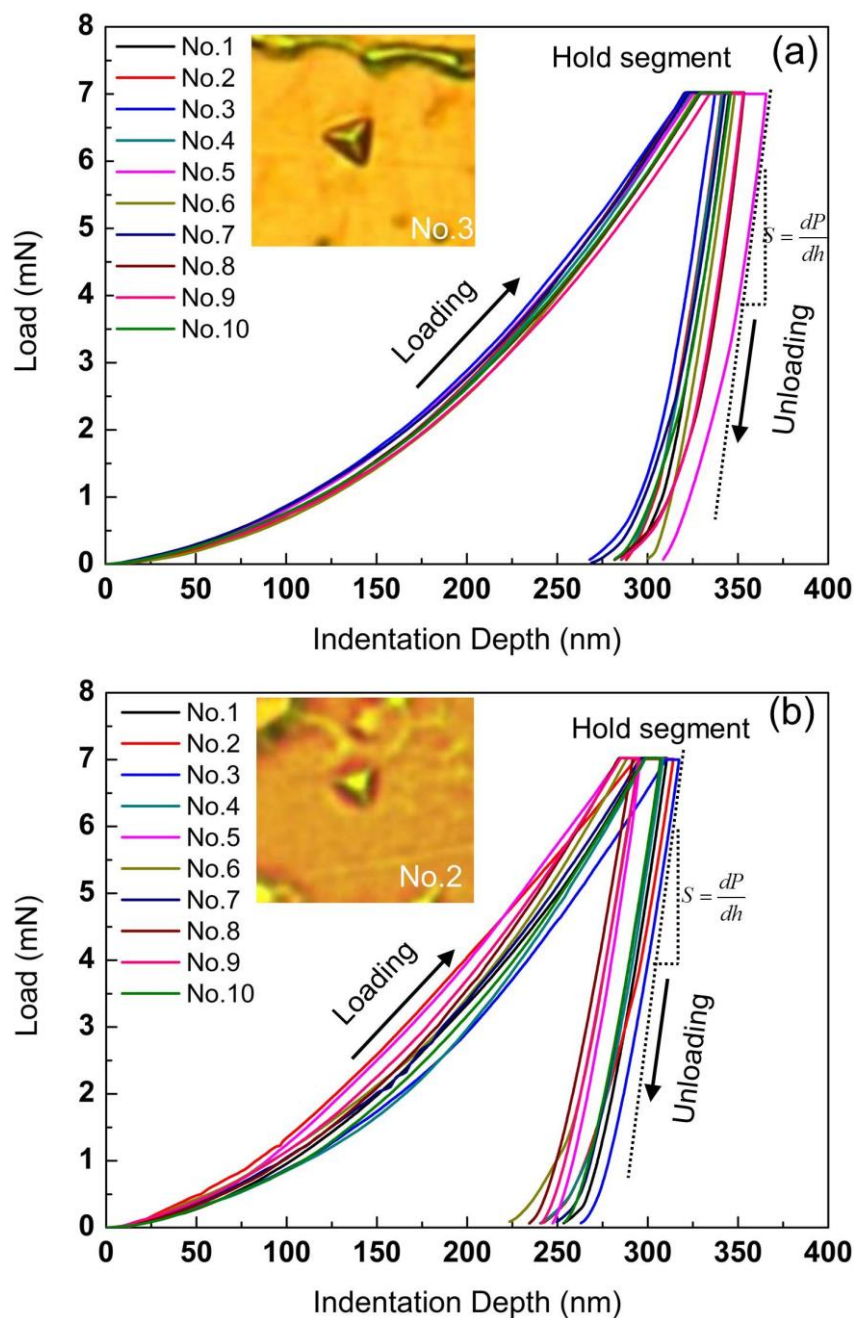 (a)
Hold segment
8
7
6
5
4
3
2
1
0
Load (mN)
No.1
No.2
No.3
No.4
No.5
No.6
No.7
No.8
No.9
No.10
No.3
Loading
S = dP/dh
Unloading
0 50 100 150 200 250 300 350 400
Indentation Depth (nm)
(b)
Hold segment
8
7
6
5
4
3
2
1
0
Load (mN)
No.1
No.2
No.3
No.4
No.5
No.6
No.7
No.8
No.9
No.10
No.2
Loading
S = dP/dh
Unloading
0 50 100 150 200 250 300 350 400
Indentation Depth (nm)